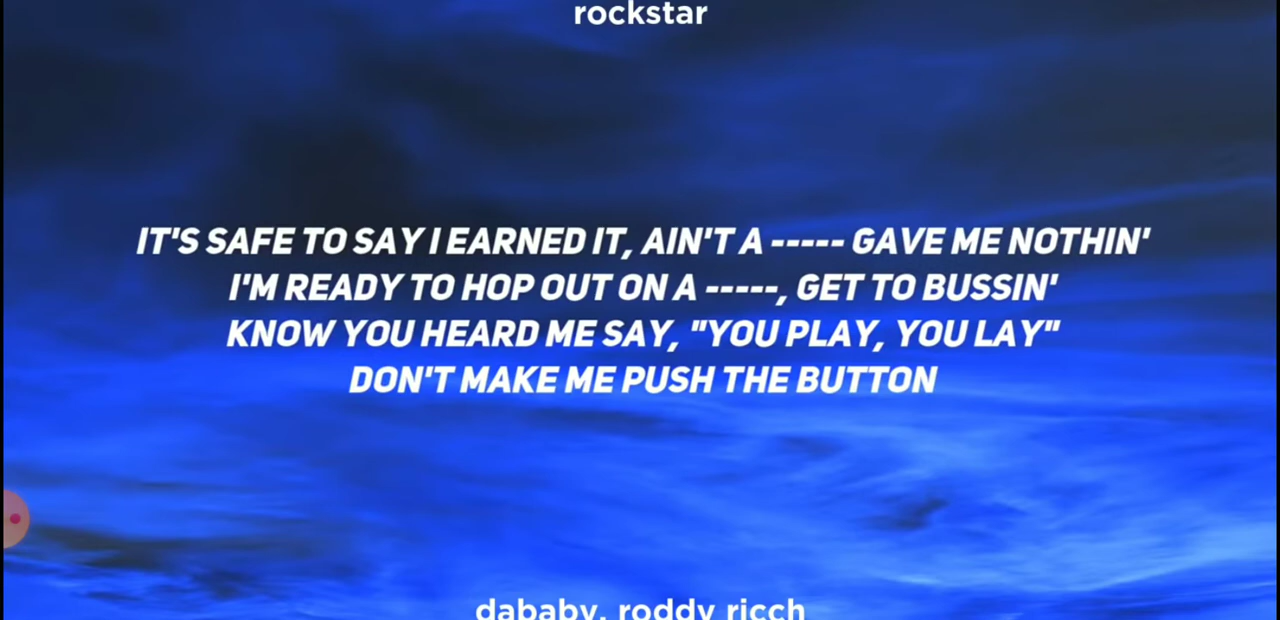 rockstar
IT'S SAFE TO SAY I EARNED IT, AIN'T A ----- GAVE ME NOTHIN'
I'M READY TO HOP OUT ON A -----, GET TO BUSSIN'
KNOW YOU HEARD ME SAY, "YOU PLAY, YOU LAY"
DON'T MAKE ME PUSH THE BUTTON
dababy, roddy ricch